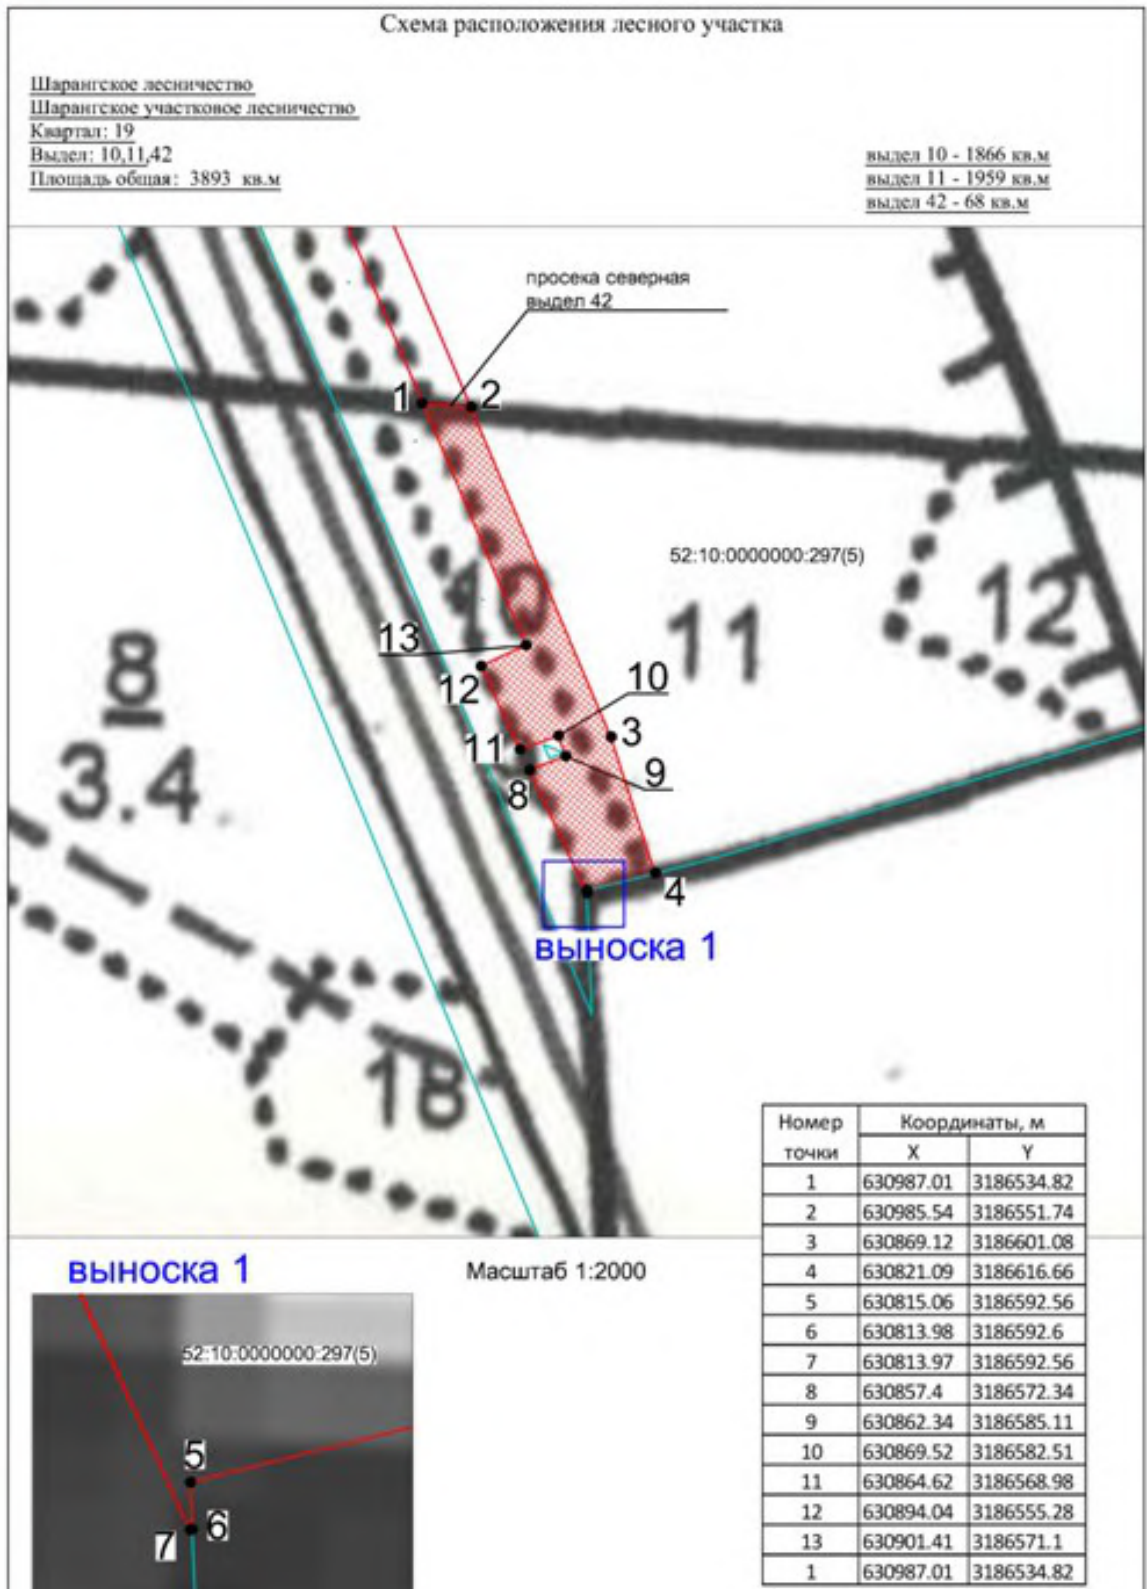 Схема расположения лесного участка
Шарангское лесничество
Шарангское участковое лесничество
Квартал: 19
Выдел: 10,11,42
Площадь общая: 3893 кв.м
выдел 10 - 1866 кв.м
выдел 11 - 1959 кв.м
выдел 42 - 68 кв.м
просека северная
выдел 42
1 2
52:10:0000000:297(5)
10
11
12
13
12
8
3.4
10
3
11
9
8
4
выноска 1
18
Номер точки Координаты, м
X Y
1 630987.01 3186534.82
2 630985.54 3186551.74
3 630869.12 3186601.08
4 630821.09 3186616.66
5 630815.06 3186592.56
6 630813.98 3186592.6
7 630813.97 3186592.56
8 630857.4 3186572.34
9 630862.34 3186585.11
10 630869.52 3186582.51
11 630864.62 3186568.98
12 630894.04 3186555.28
13 630901.41 3186571.1
1 630987.01 3186534.82
выноска 1
Масштаб 1:2000
52:10:0000000:297(5)
5
7 6